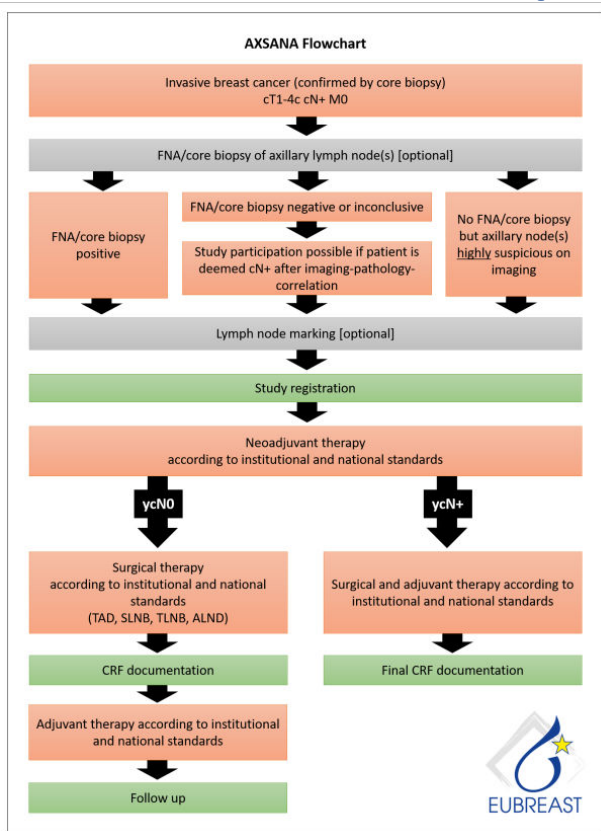 AXSANA Flowchart
Invasive breast cancer (confirmed by core biopsy)
cT1-4c cN+ M0
FNA/core biopsy of axillary lymph node(s) [optional]
FNA/core biopsy
positive
FNA/core biopsy negative or inconclusive
Study participation possible if patient is
deemed cN+ after imaging-pathology-
correlation
No FNA/core biopsy
but axillary node(s)
highly suspicious on
imaging
Lymph node marking [optional]
Study registration
Neoadjuvant therapy
according to institutional and national standards
ycN0
ycN+
Surgical therapy
according to institutional and national
standards
(TAD, SLNB, TLNB, ALND)
Surgical and adjuvant therapy according to
institutional and national standards
CRF documentation
Final CRF documentation
Adjuvant therapy according to institutional
and national standards
Follow up
EUBREAST